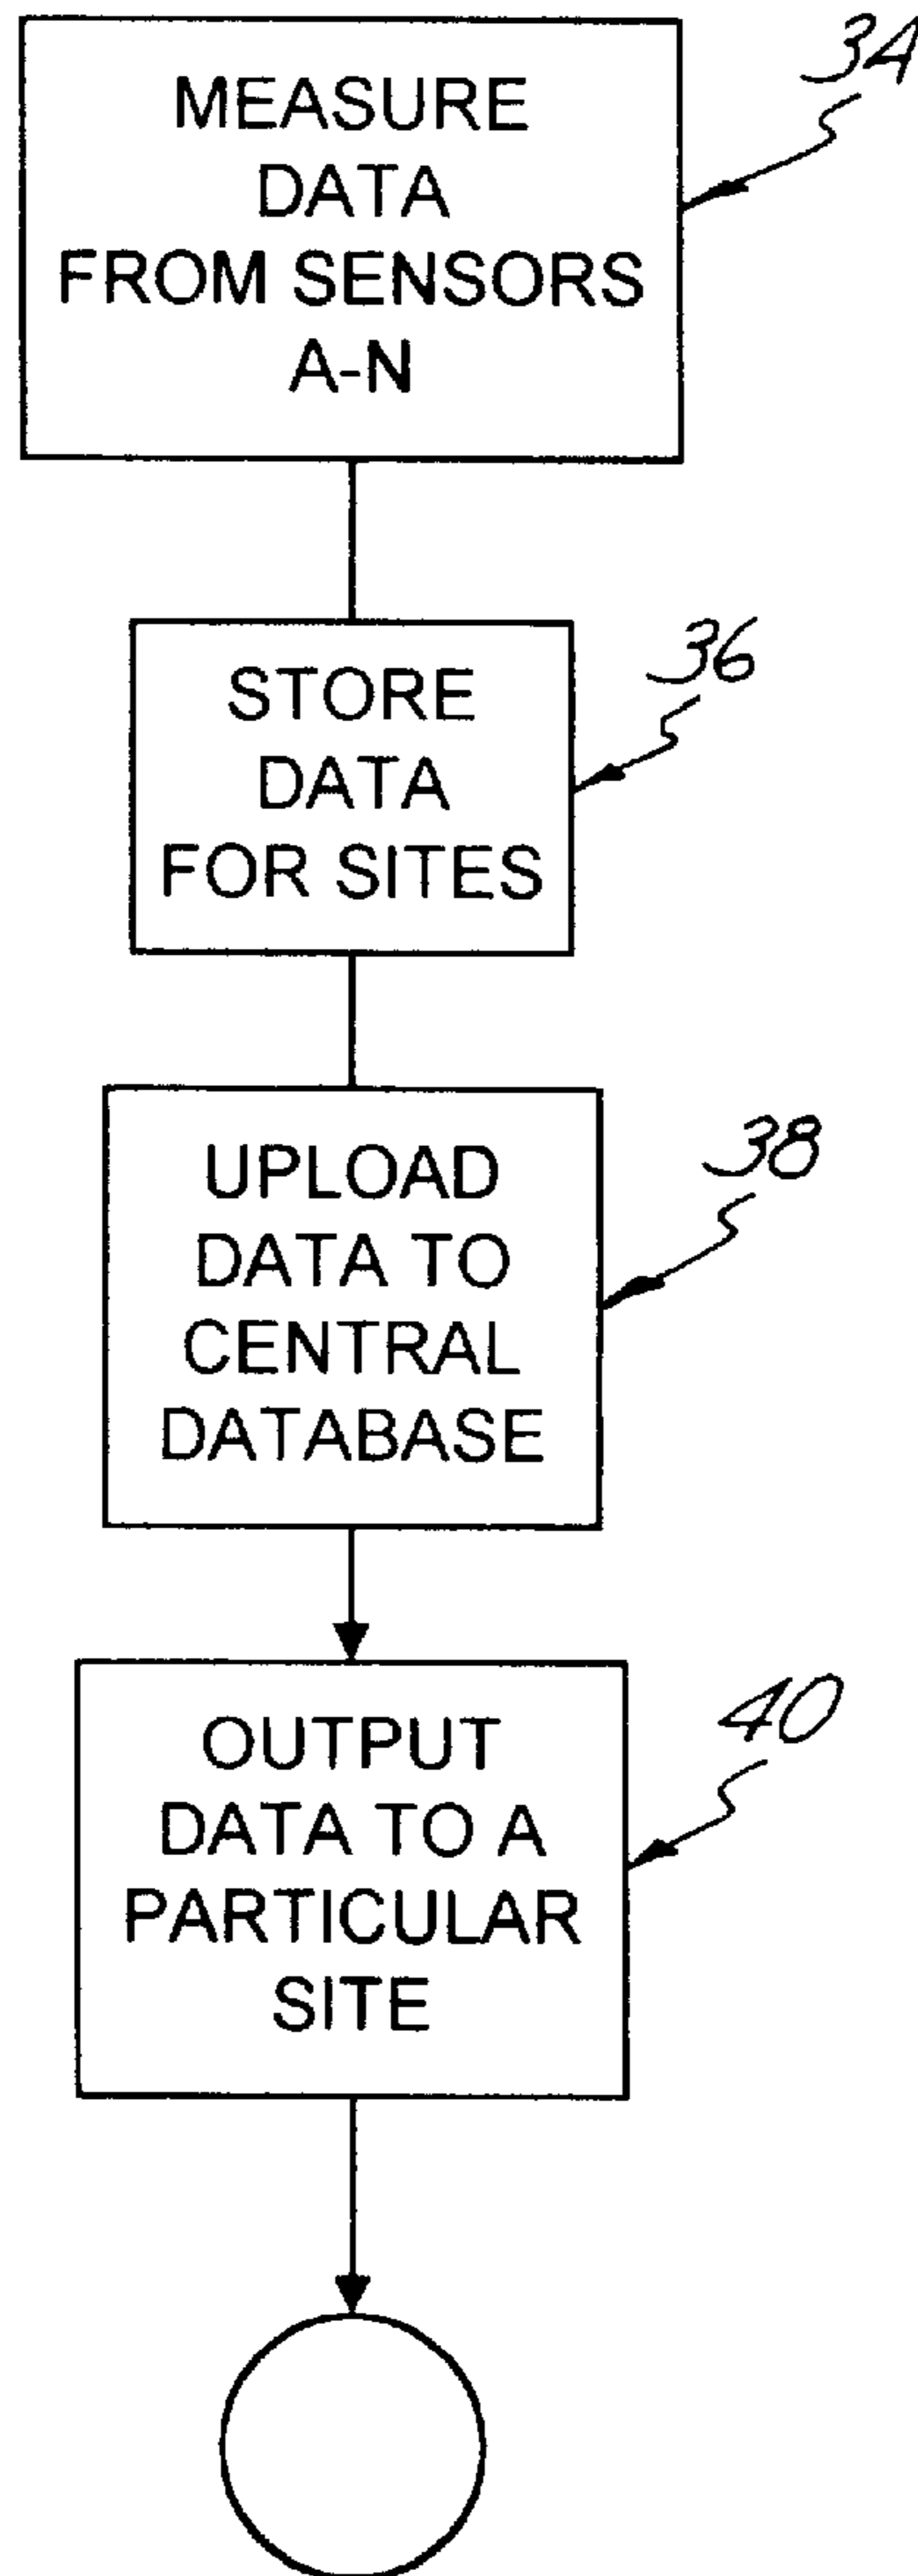 MEASURE
DATA
FROM SENSORS
A-N
34
STORE
DATA
FOR SITES
36
UPLOAD
DATA TO
CENTRAL
DATABASE
38
OUTPUT
DATA TO A
PARTICULAR
SITE
40